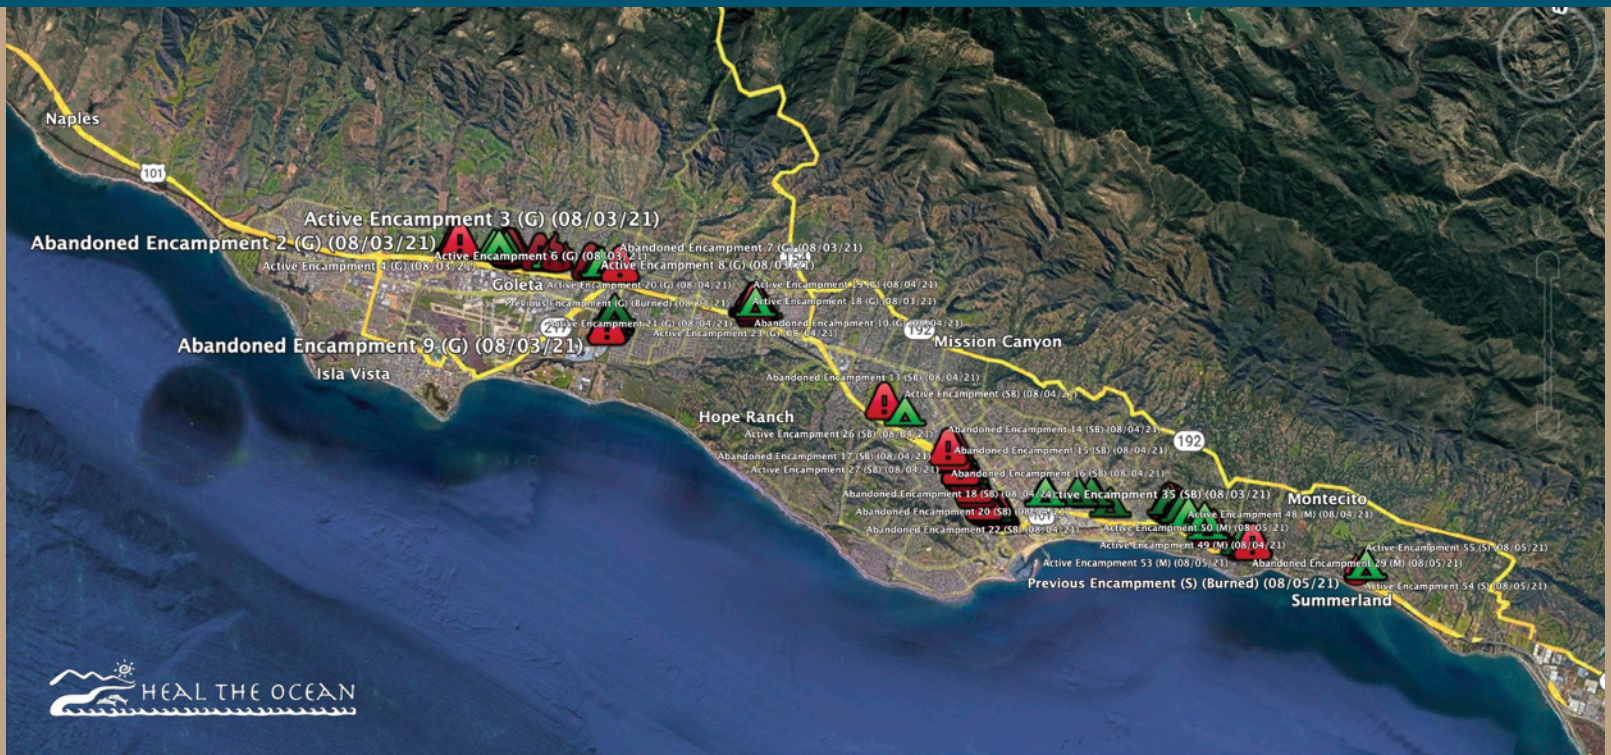 Naples
101
Active Encampment 3 (G) (08/03/21)
Abandoned Encampment 2 (G) (08/03/21)
Abandoned Encampment 7 (G) (08/03/21)
Active Encampment 6 (G) (08/03/21)
154
Active Encampment 4 (G) (08/03/21)
Active Encampment 8 (G) (08/03/21)
Goleta
Active Encampment 20 (G) (08/04/21)
Active Encampment 19 (G) (08/04/21)
Previous Encampment (G) (Burned) (08/04/21)
Active Encampment 18 (G) (08/03/21)
217
Active Encampment 21 (G) (08/04/21)
Abandoned Encampment 10 (G) (08/04/21)
Active Encampment 23 (G) (08/04/21)
192
Mission Canyon
Abandoned Encampment 9 (G) (08/03/21)
Isla Vista
Abandoned Encampment 13 (SB) (08/04/21)
Active Encampment (SB) (08/04/21)
Hope Ranch
Active Encampment 26 (SB) (08/04/21)
Abandoned Encampment 14 (SB) (08/04/21)
192
Abandoned Encampment 15 (SB) (08/04/21)
Abandoned Encampment 17 (SB) (08/04/21)
Active Encampment 27 (SB) (08/04/21)
Abandoned Encampment 16 (SB) (08/04/21)
Abandoned Encampment 18 (SB) (08/04/21)
Active Encampment 35 (SB) (08/03/21)
Montecito
Abandoned Encampment 20 (SB)
101
Active Encampment 48 (M) (08/04/21)
Abandoned Encampment 22 (SB) (08/04/21)
Active Encampment 50 (M) (08/05/21)
Active Encampment 49 (M) (08/04/21)
Active Encampment 55 (S) (08/05/21)
Active Encampment 53 (M) (08/05/21)
Abandoned Encampment 29 (M) (08/05/21)
Previous Encampment (S) (Burned) (08/05/21)
Active Encampment 54 (S) (08/05/21)
Summerland
HEAL THE OCEAN